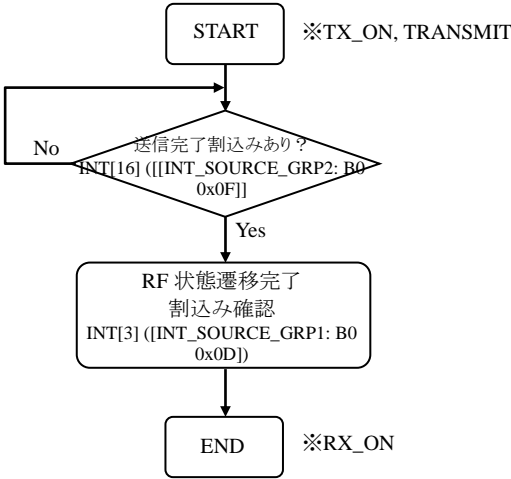 START ※TX_ON, TRANSMIT
送信完了割込みあり？
No
INT[16] ([[INT_SOURCE_GRP2: B0
0x0F]]
Yes
RF 状態遷移完了
割込み確認
INT[3] ([INT_SOURCE_GRP1: B0
0x0D])
END ※RX_ON